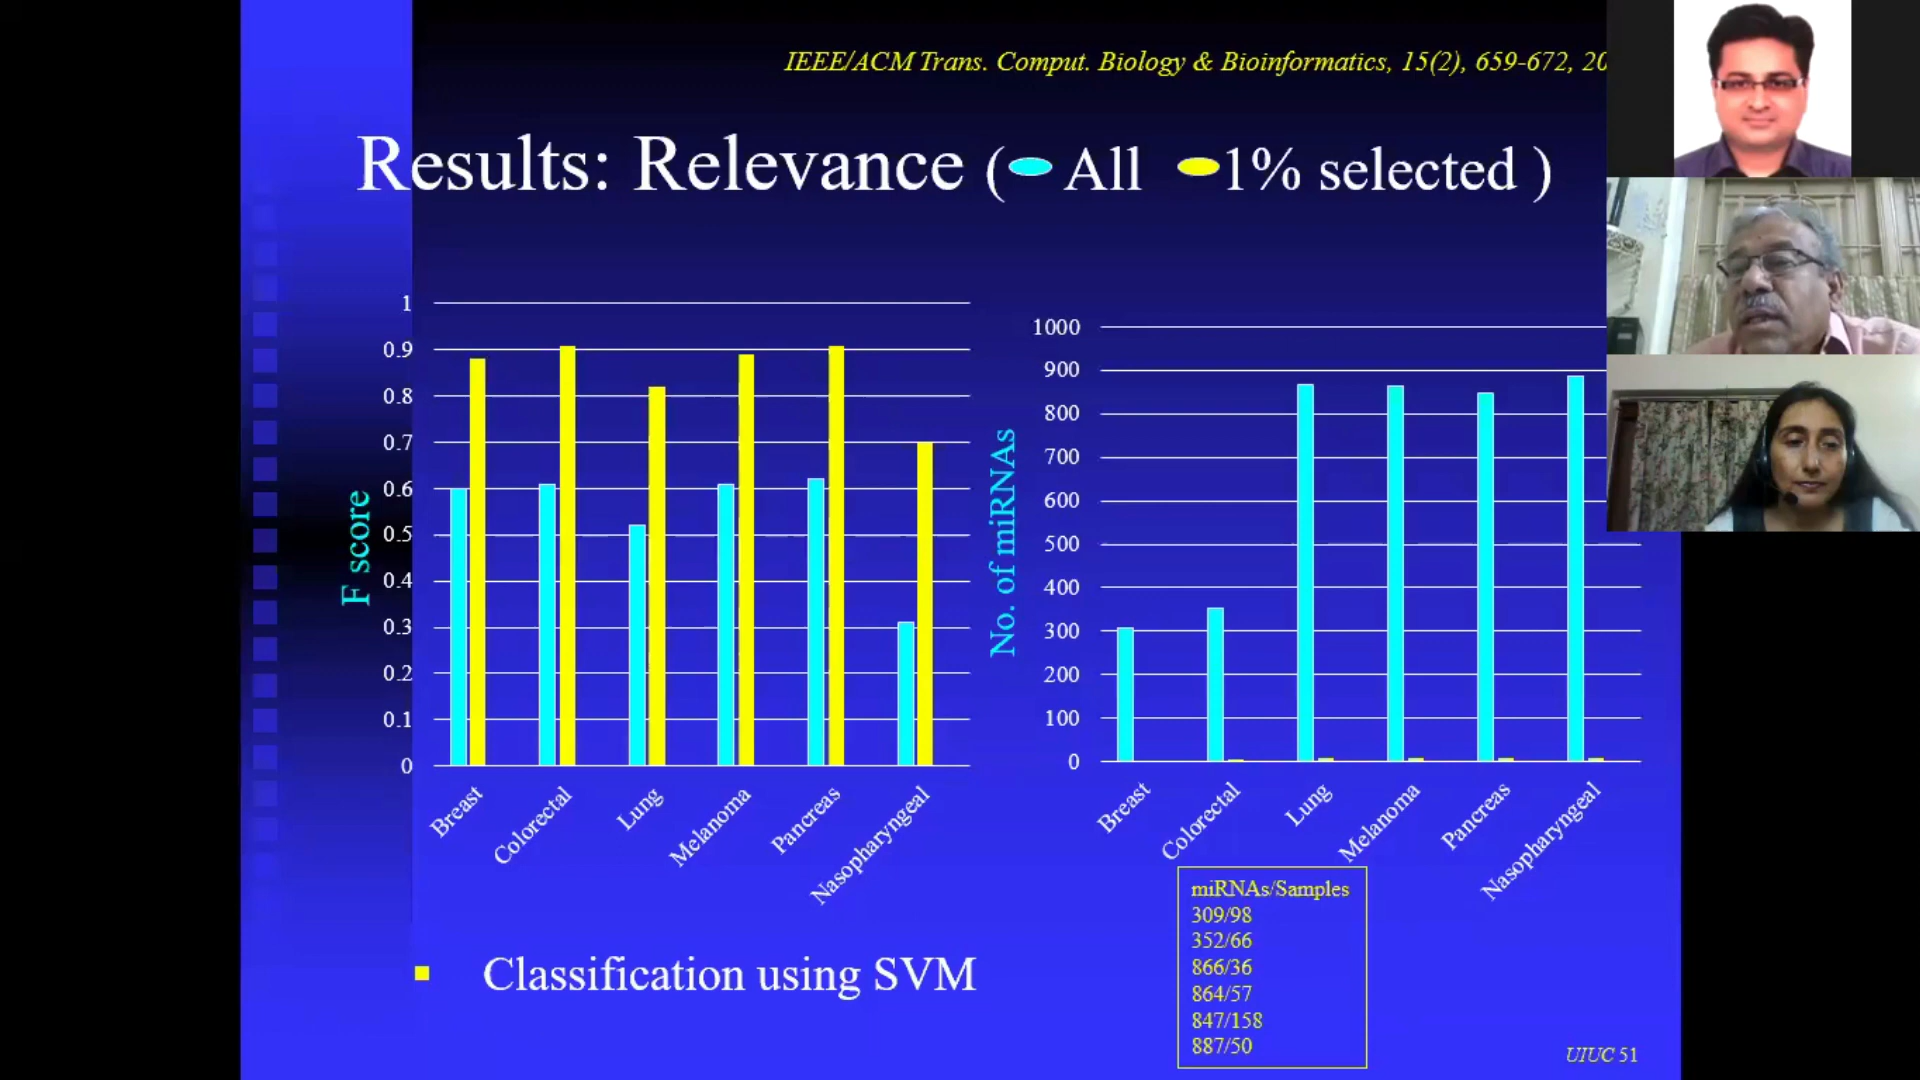 IEEE/ACM Trans. Comput. Biology & Bioinformatics, 15(2), 659-672, 20
Results: Relevance ( All 1% selected )
F score
1
0.9
0.8
0.7
0.6
0.5
0.4
0.3
0.2
0.1
0
Breast
Colorectal
Lung
Melanoma
Pancreas
Nasopharyngeal
No. of miRNAs
1000
900
800
700
600
500
400
300
200
100
0
Breast
Colorectal
Lung
Melanoma
Pancreas
Nasopharyngeal
miRNAs/Samples
309/98
352/66
866/36
864/57
847/158
887/50
Classification using SVM
UIUC 51